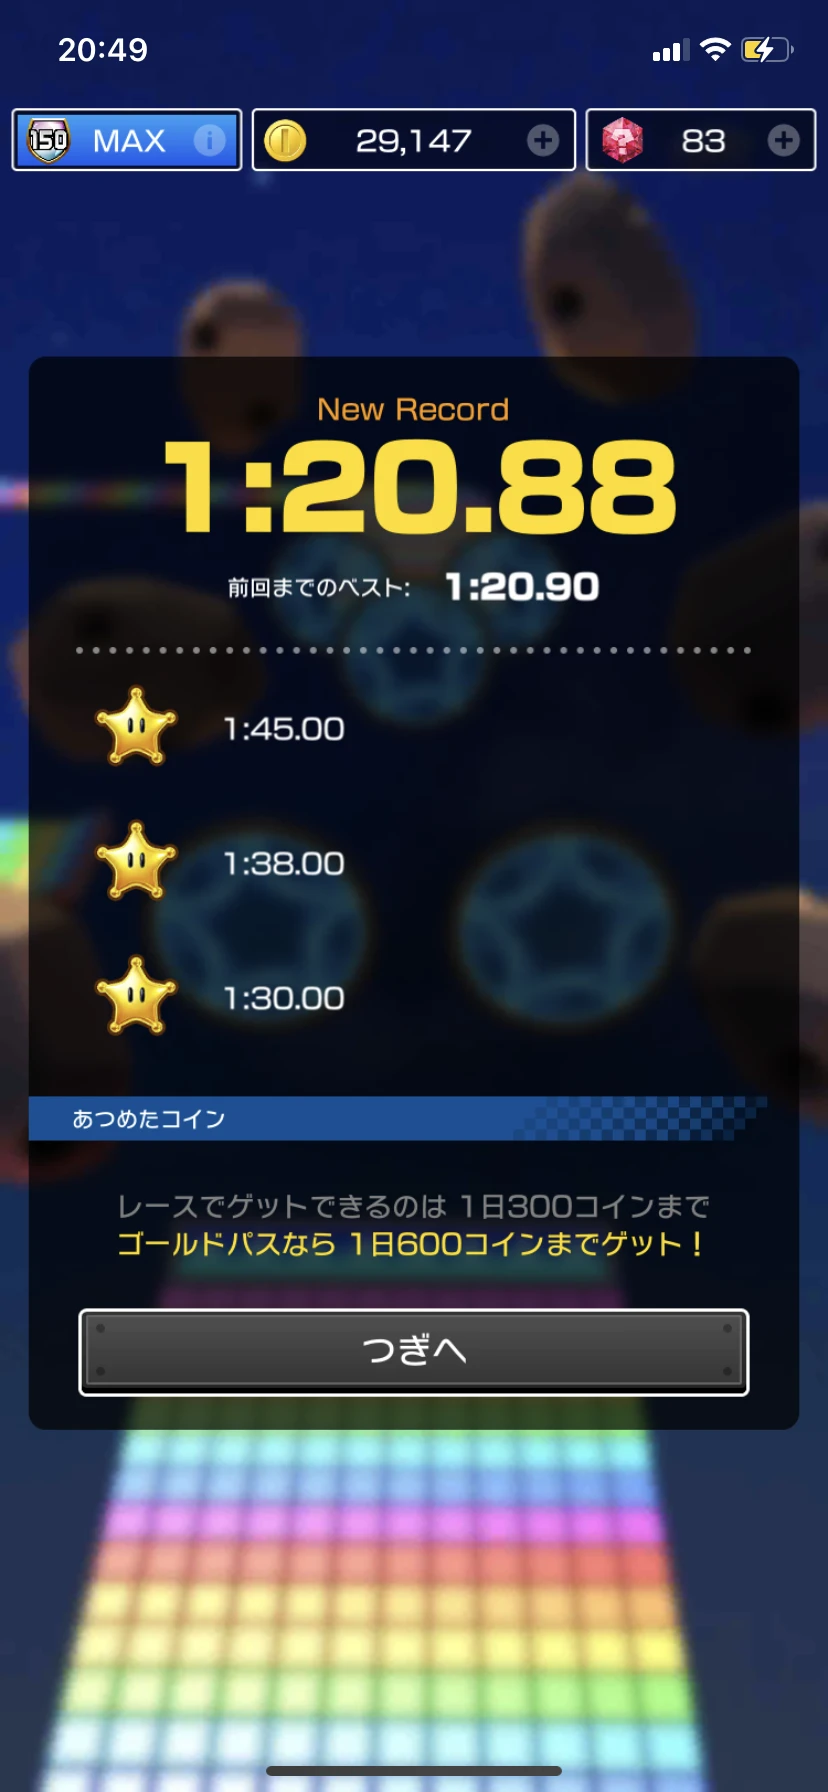 20:49
150 MAX i 29,147 + 83 +
New Record
1:20.88
前回までのベスト: 1:20.90
1:45.00
1:38.00
1:30.00
あつめたコイン
レースでゲットできるのは 1日300コインまで
ゴールドパスなら 1日600コインまでゲット！
つぎへ